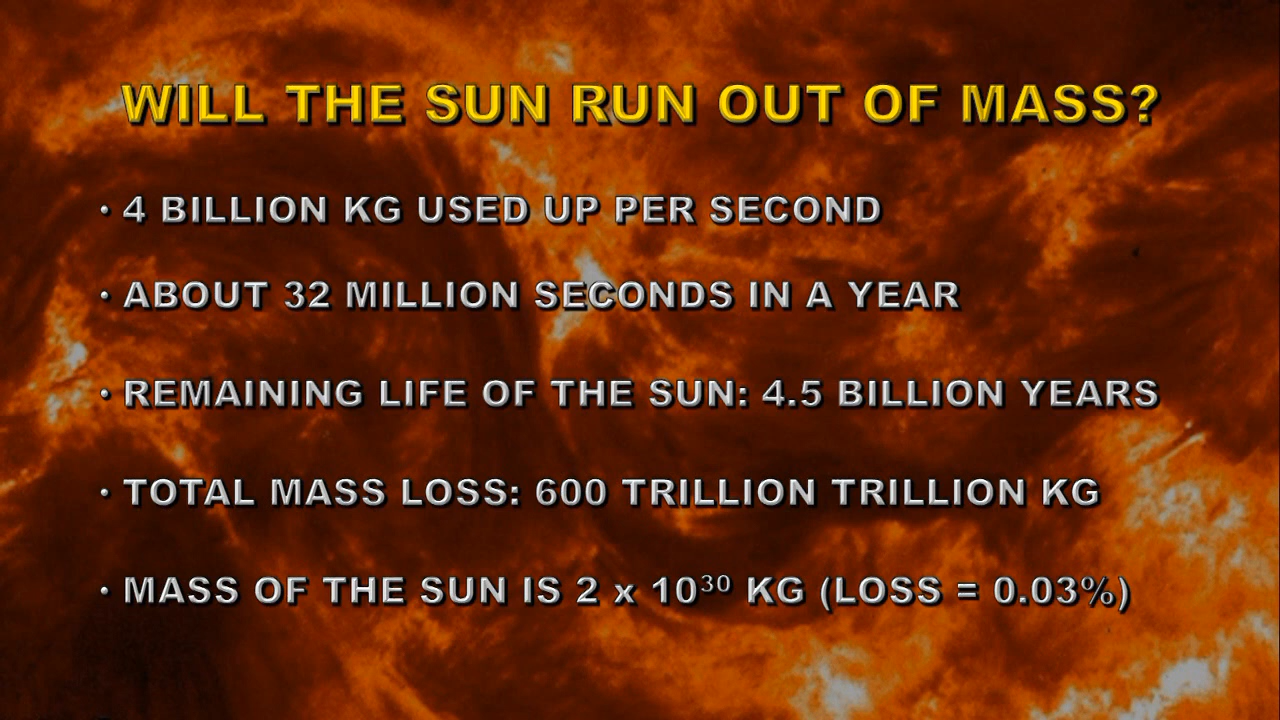 WILL THE SUN RUN OUT OF MASS?
• 4 BILLION KG USED UP PER SECOND
• ABOUT 32 MILLION SECONDS IN A YEAR
• REMAINING LIFE OF THE SUN: 4.5 BILLION YEARS
• TOTAL MASS LOSS: 600 TRILLION TRILLION KG
• MASS OF THE SUN IS 2 x 10³⁰ KG (LOSS = 0.03%)